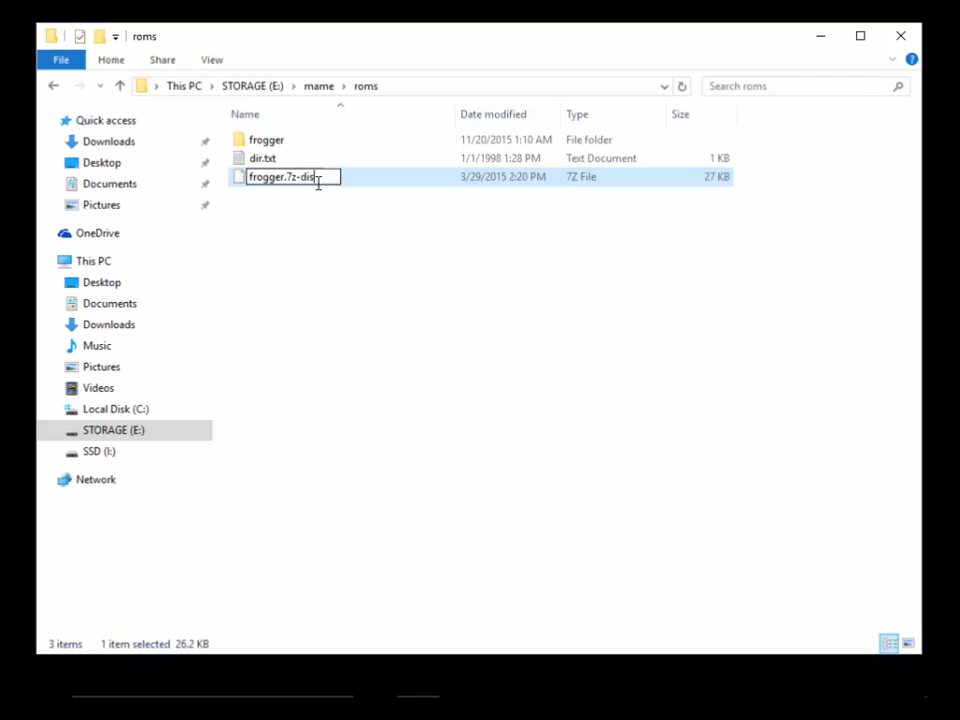 roms
File Home Share View
This PC STORAGE (E:) mame roms Search roms
Name Date modified Type Size
Quick access
Downloads
Desktop
Documents
Pictures
OneDrive
This PC
Desktop
Documents
Downloads
Music
Pictures
Videos
Local Disk (C:)
STORAGE (E:)
SSD (I:)
Network
frogger 11/20/2015 1:10 AM File folder
dir.txt 1/1/1998 1:28 PM Text Document 1 KB
frogger.7z-dis 3/29/2015 2:20 PM 7Z File 27 KB
3 items 1 item selected 26.2 KB